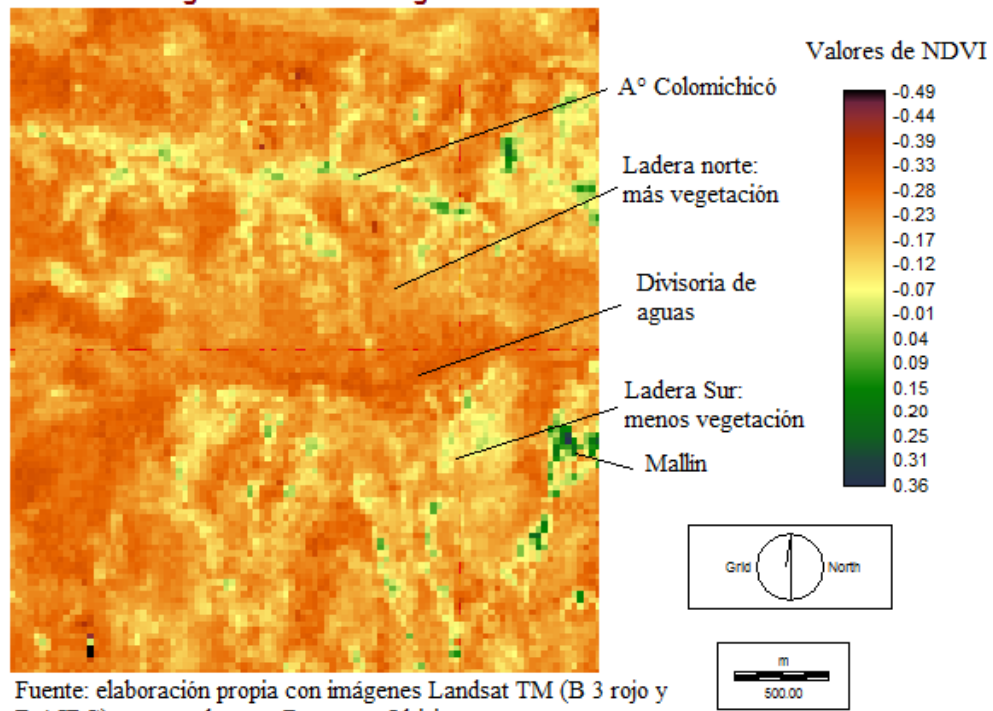 Valores de NDVI
A° Colomichicó
Ladera norte:
más vegetación
Divisoria de
aguas
Ladera Sur:
menos vegetación
Mallin
-0.49
-0.44
-0.39
-0.33
-0.28
-0.23
-0.17
-0.12
-0.07
-0.01
0.04
0.09
0.15
0.20
0.25
0.31
0.36
Grid North
m
500.00
Fuente: elaboración propia con imágenes Landsat TM (B 3 rojo y